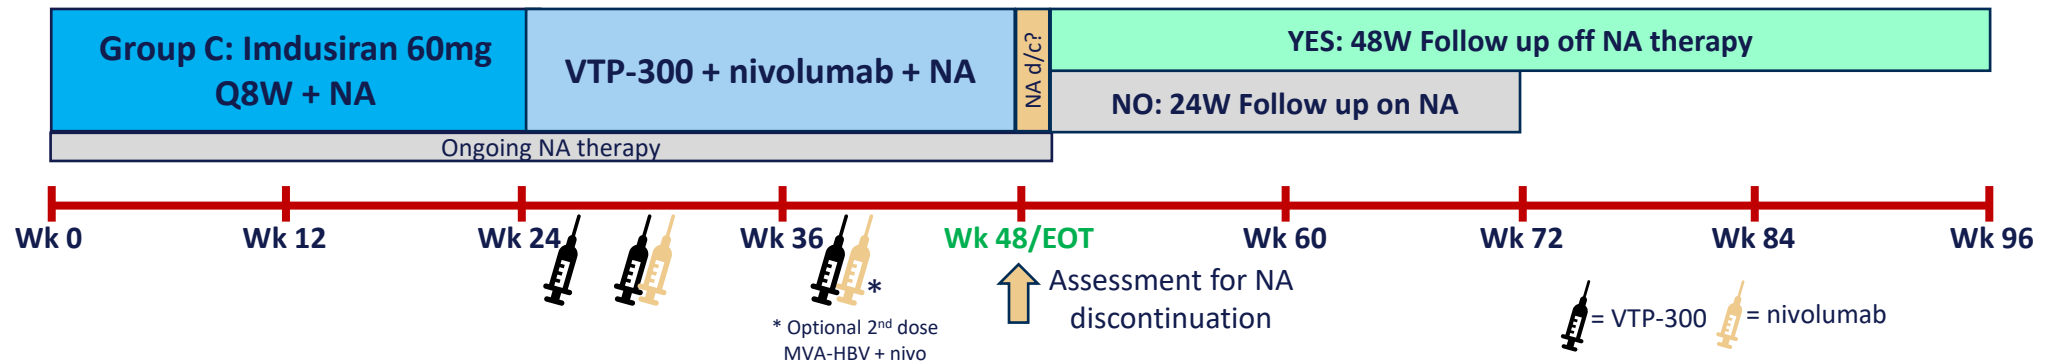 Group C: Imdusiran 60mg
Q8W + NA
VTP-300 + nivolumab + NA
NA d/c?
YES: 48W Follow up off NA therapy
NO: 24W Follow up on NA
Ongoing NA therapy
Wk 0
Wk 12
Wk 24
Wk 36
Wk 48/EOT
Wk 60
Wk 72
Wk 84
Wk 96
*
* Optional 2nd dose
MVA-HBV + nivo
Assessment for NA
discontinuation
= VTP-300
= nivolumab